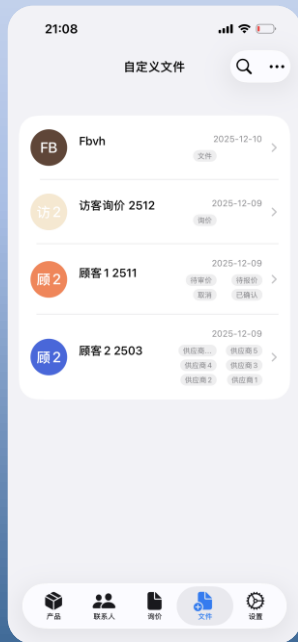 21:08
自定义文件
FB
Fbvh
2025-12-10
文件
访2
访客询价 2512
2025-12-09
询价
顾2
顾客 1 2511
2025-12-09
待审价 待报价
取消 已确认
顾2
顾客 2 2503
2025-12-09
供应商... 供应商 5
供应商 4 供应商 3
供应商 2 供应商 1
产品 联系人 询价 文件 设置